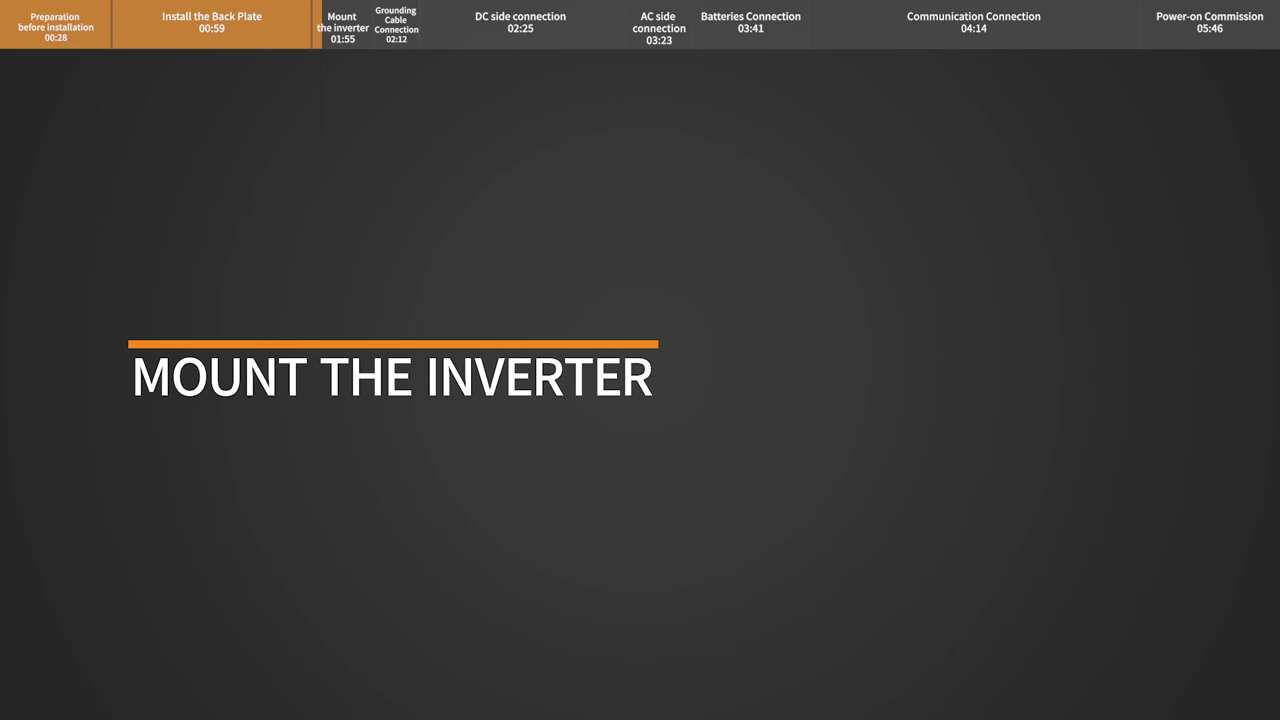 Preparation
before installation
00:28
Install the Back Plate
00:59
Mount
the inverter
01:55
Grounding
Cable
Connection
02:12
DC side connection
02:25
AC side
connection
03:23
Batteries Connection
03:41
Communication Connection
04:14
Power-on Commission
05:46
MOUNT THE INVERTER